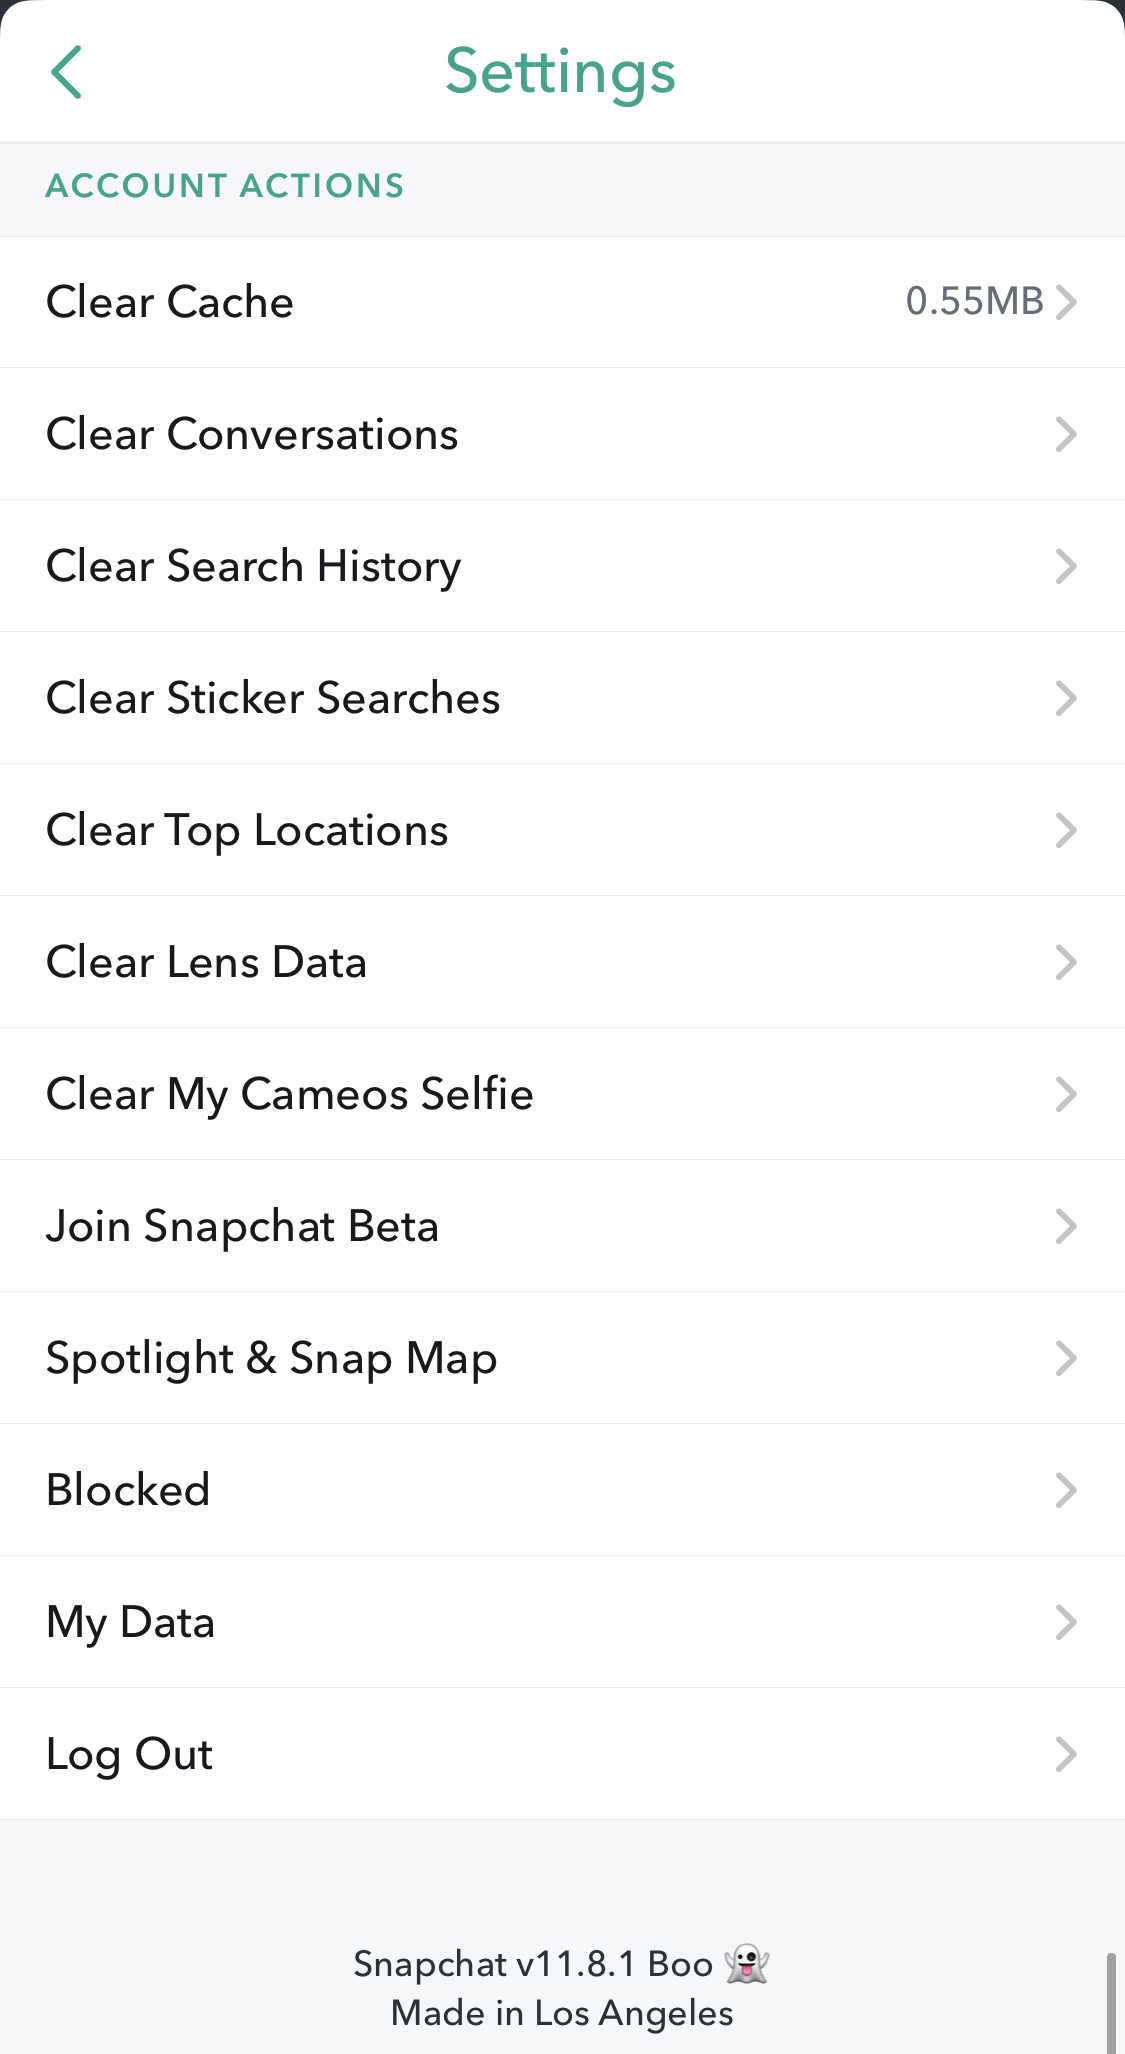 Settings
ACCOUNT ACTIONS
Clear Cache 0.55MB
Clear Conversations
Clear Search History
Clear Sticker Searches
Clear Top Locations
Clear Lens Data
Clear My Cameos Selfie
Join Snapchat Beta
Spotlight & Snap Map
Blocked
My Data
Log Out
Snapchat v11.8.1 Boo 👻
Made in Los Angeles